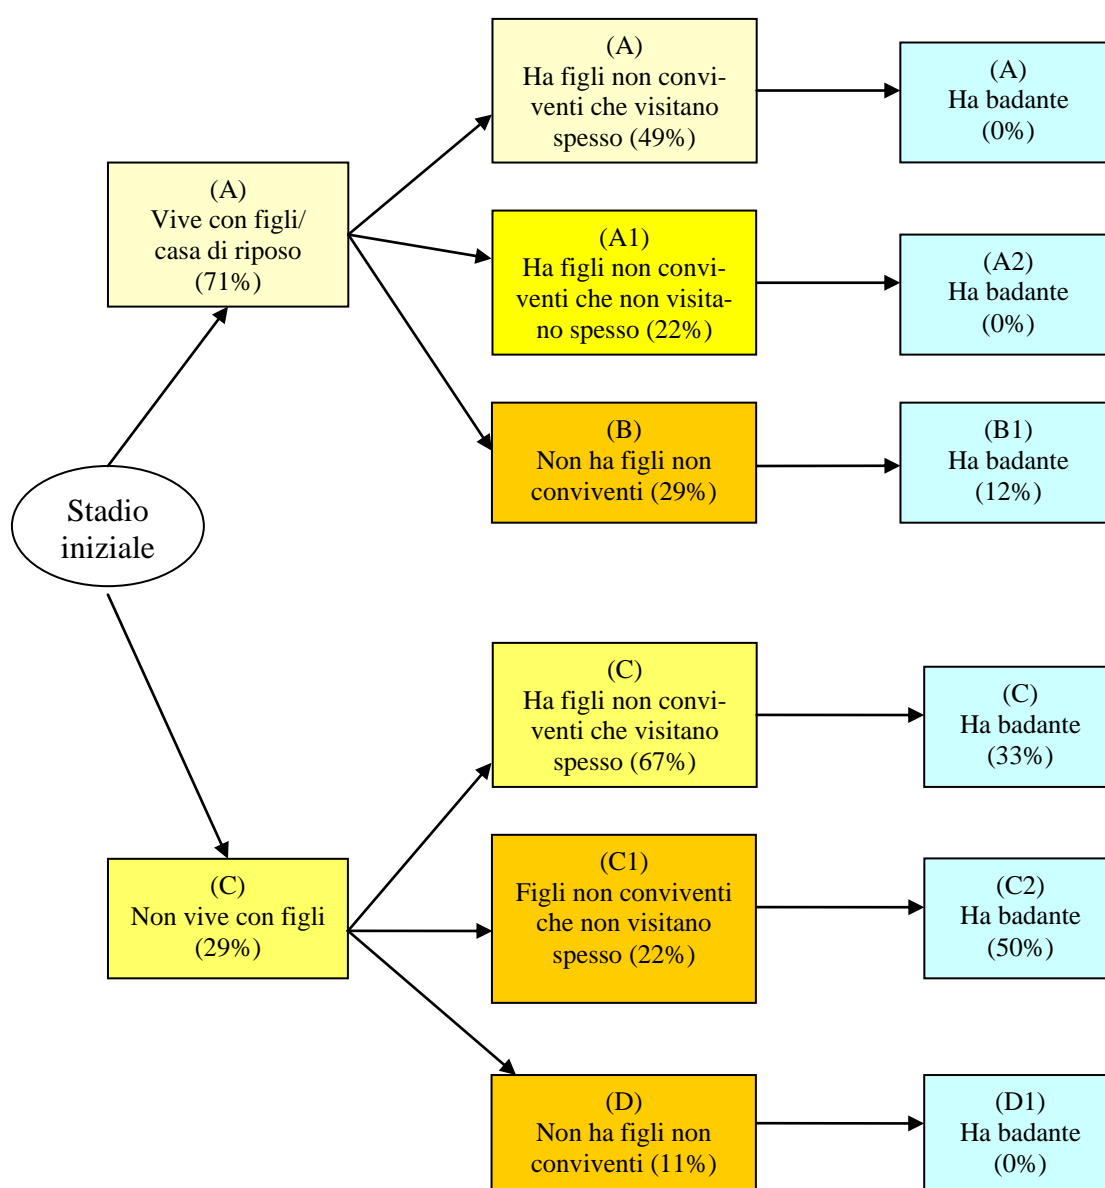 (A)
Ha figli non convi-
venti che visitano
spesso (49%)
(A)
Ha badante
(0%)
(A)
Vive con figli/
casa di riposo
(71%)
(A1)
Ha figli non convi-
venti che non visita-
no spesso (22%)
(A2)
Ha badante
(0%)
(B)
Non ha figli non
conviventi (29%)
(B1)
Ha badante
(12%)
Stadio
iniziale
(C)
Ha figli non convi-
venti che visitano
spesso (67%)
(C)
Ha badante
(33%)
(C)
Non vive con figli
(29%)
(C1)
Figli non conviventi
che non visitano
spesso (22%)
(C2)
Ha badante
(50%)
(D)
Non ha figli non
conviventi (11%)
(D1)
Ha badante
(0%)